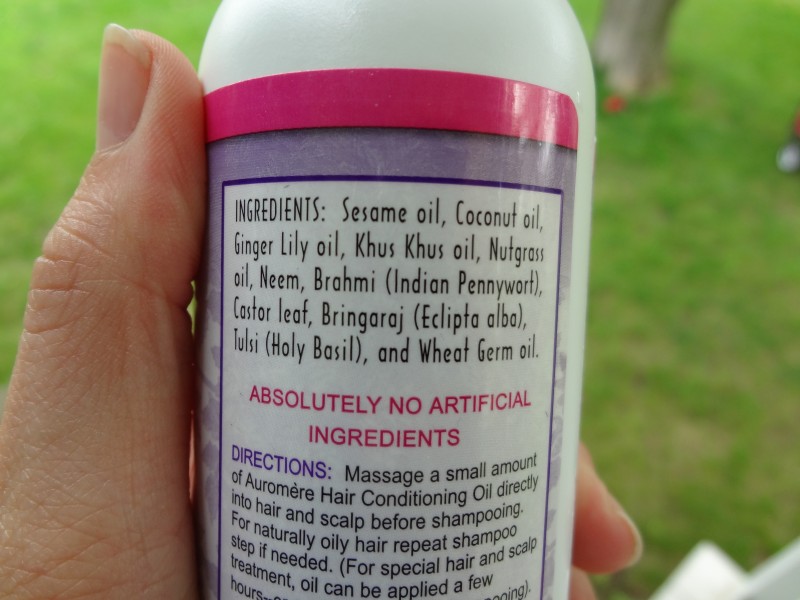 INGREDIENTS: Sesame oil, Coconut oil,
Ginger Lily oil, Khus Khus oil, Nutgrass
oil, Neem, Brahmi (Indian Pennywort),
Castor leaf, Bringaraj (Eclipta alba),
Tulsi (Holy Basil), and Wheat Germ oil.
ABSOLUTELY NO ARTIFICIAL
INGREDIENTS
DIRECTIONS: Massage a small amount
of Auromère Hair Conditioning Oil directly
into hair and scalp before shampooing.
For naturally oily hair repeat shampoo
step if needed. (For special hair and scalp
treatment, oil can be applied a few